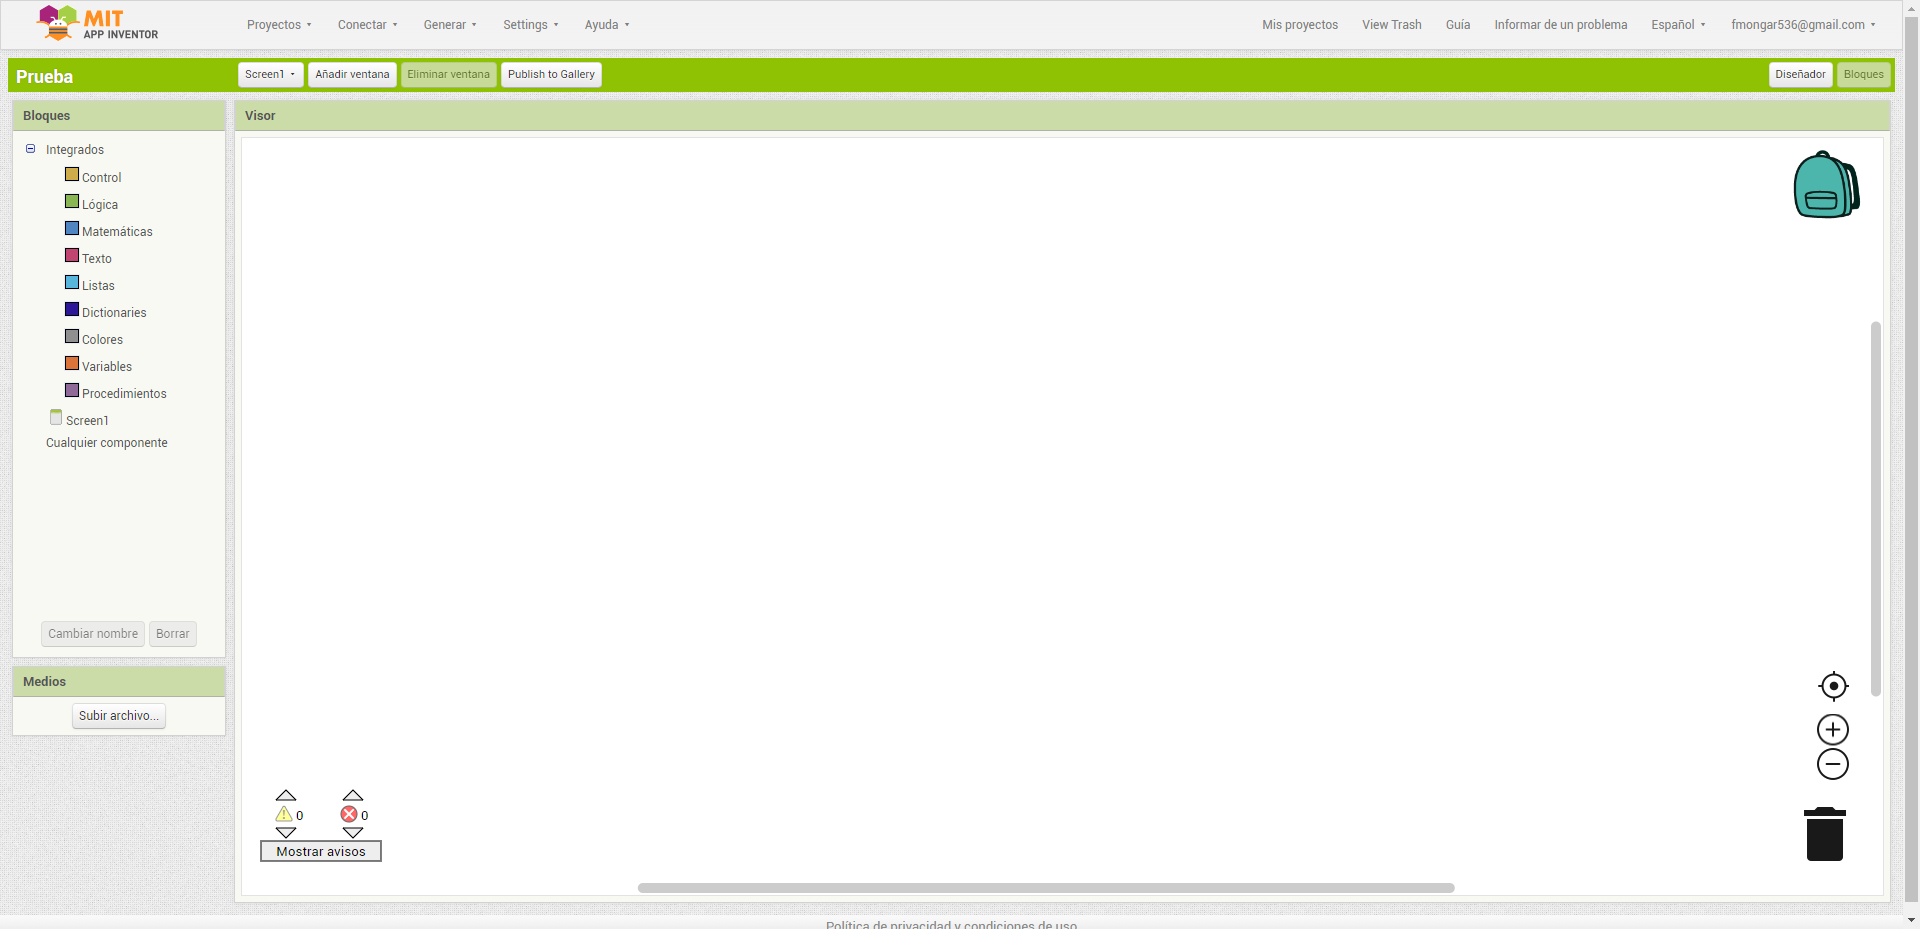 MIT
APP INVENTOR
Proyectos Conectar Generar Settings Ayuda Mis proyectos View Trash Guía Informar de un problema Español fmongar536@gmail.com
Prueba Screen1 Añadir ventana Eliminar ventana Publish to Gallery Diseñador Bloques
Bloques
Integrados
Control
Lógica
Matemáticas
Texto
Listas
Dictionaries
Colores
Variables
Procedimientos
Screen1
Cualquier componente
Cambiar nombre Borrar
Medios
Subir archivo...
Visor
0 0
Mostrar avisos
Política de privacidad y condiciones de uso